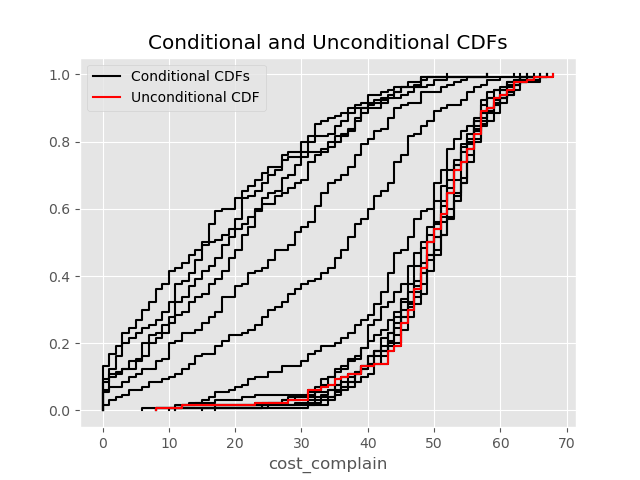 Conditional and Unconditional CDFs
Conditional CDFs
Unconditional CDF
1.0
0.8
0.6
0.4
0.2
0.0
0 10 20 30 40 50 60 70
cost_complain